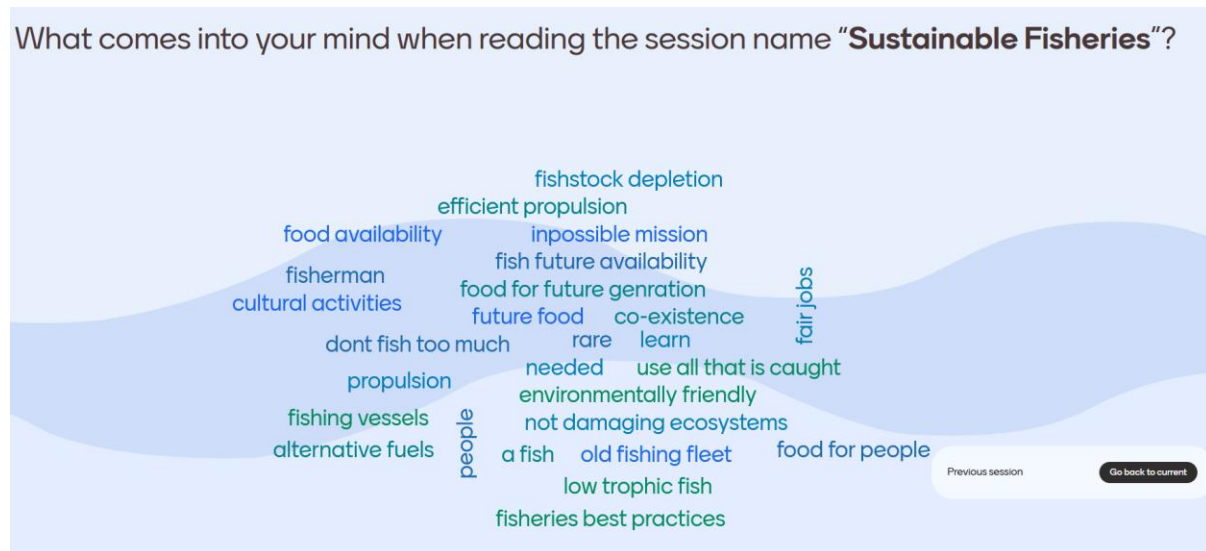 What comes into your mind when reading the session name "Sustainable Fisheries"?
fishstock depletion
efficient propulsion
food availability
inpossible mission
fish future availability
fisherman
food for future genration
cultural activities
fair jobs
future food
co-existence
dont fish too much
rare
learn
needed
use all that is caught
propulsion
environmentally friendly
fishing vessels
people
not damaging ecosystems
alternative fuels
a fish
old fishing fleet
food for people
low trophic fish
fisheries best practices
Previous session
Go back to current